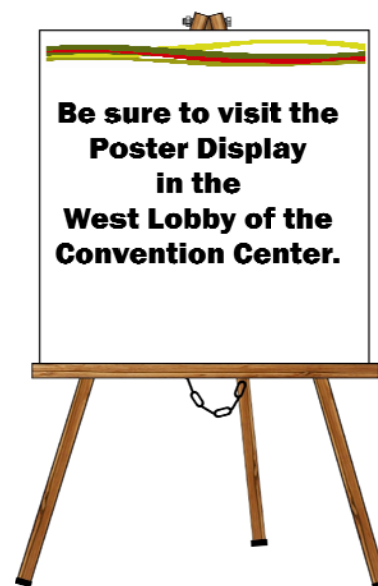 Be sure to visit the
Poster Display
in the
West Lobby of the
Convention Center.